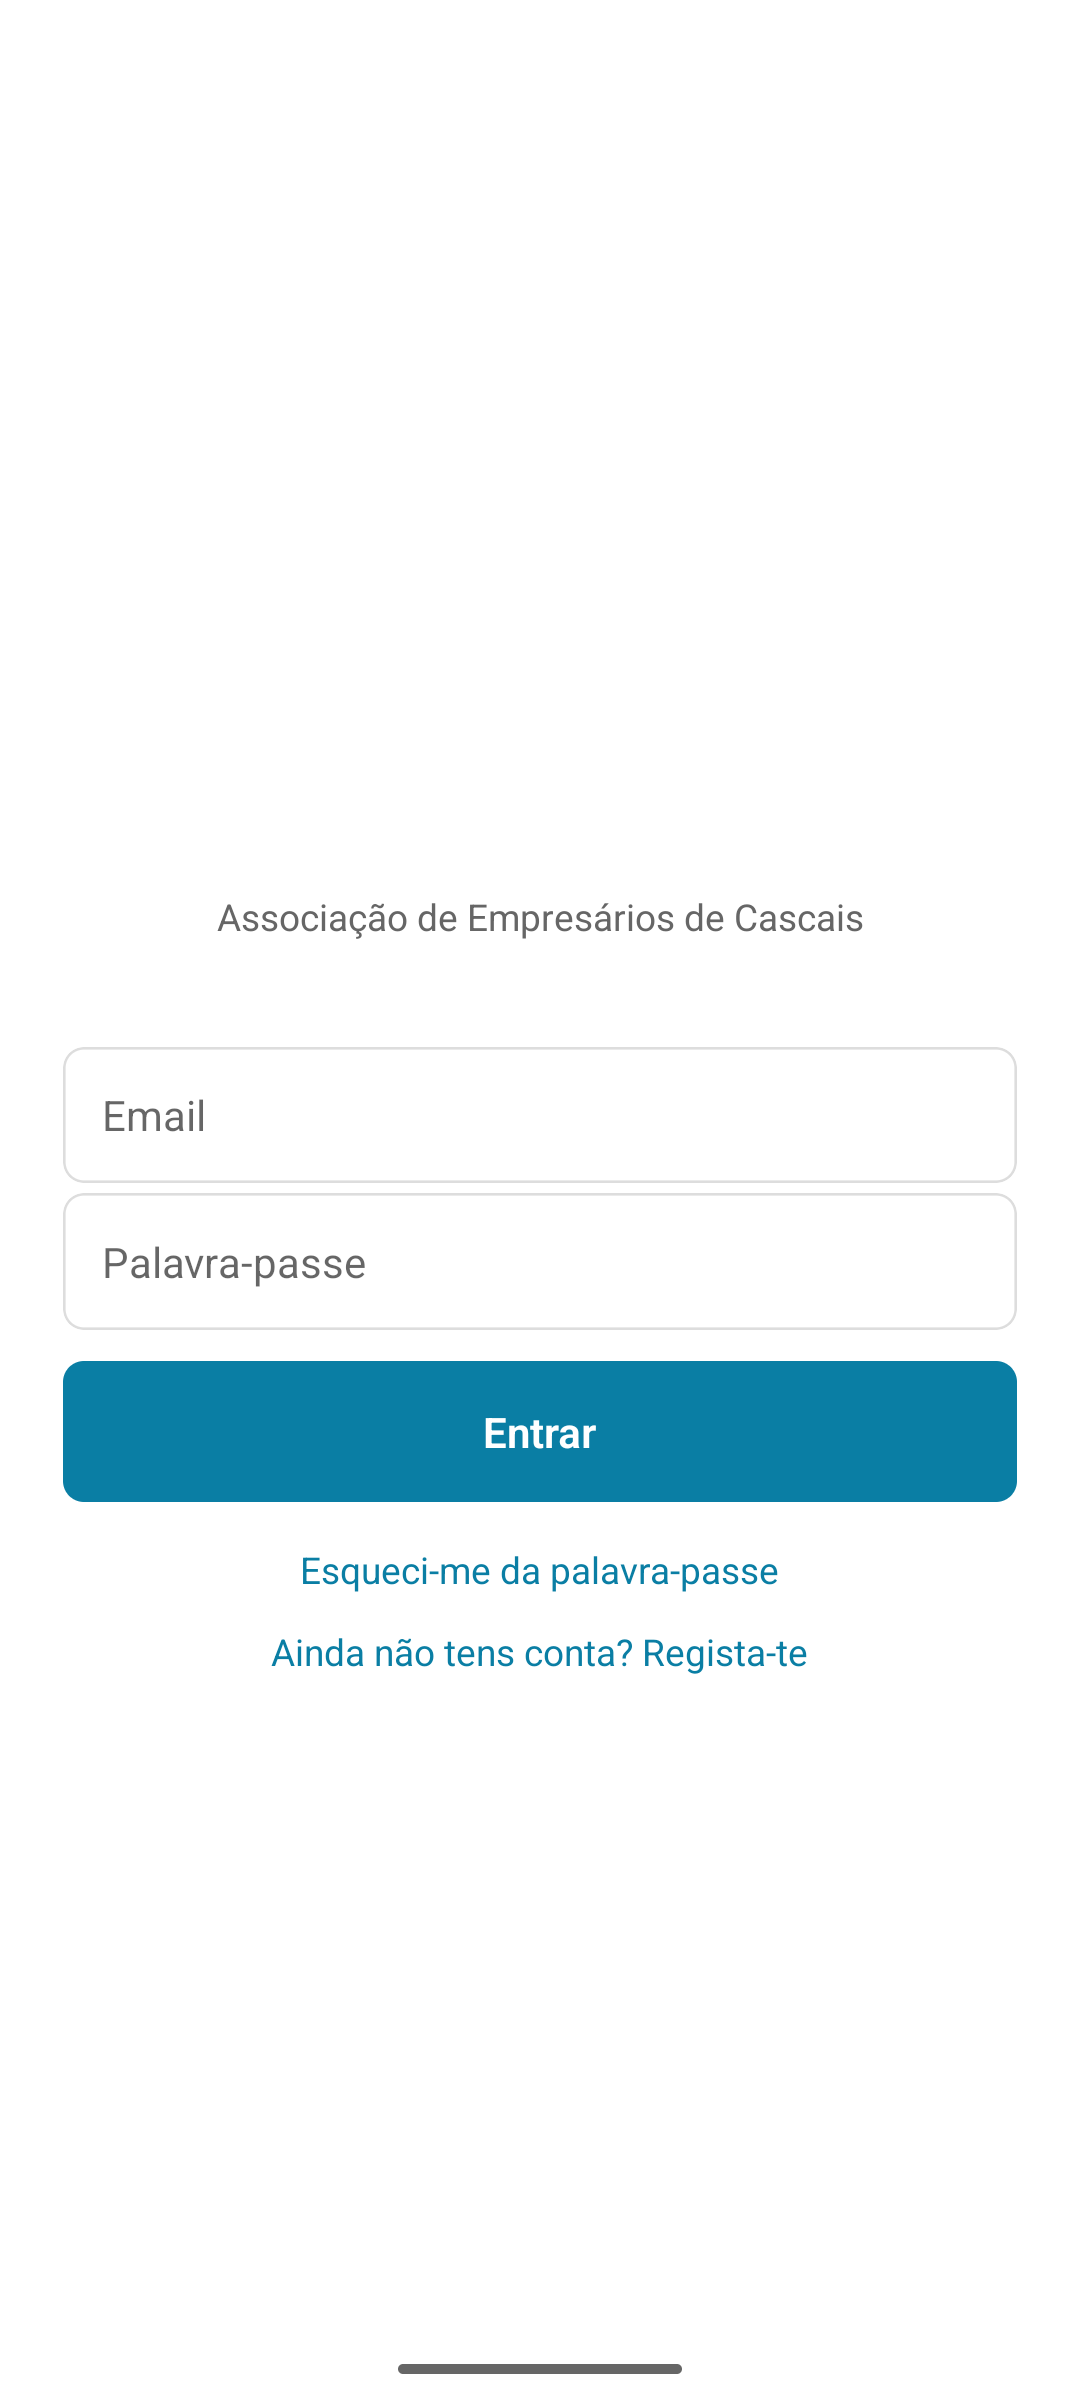 Associação de Empresários de Cascais
Email
Palavra-passe
Entrar
Esqueci-me da palavra-passe
Ainda não tens conta? Regista-te